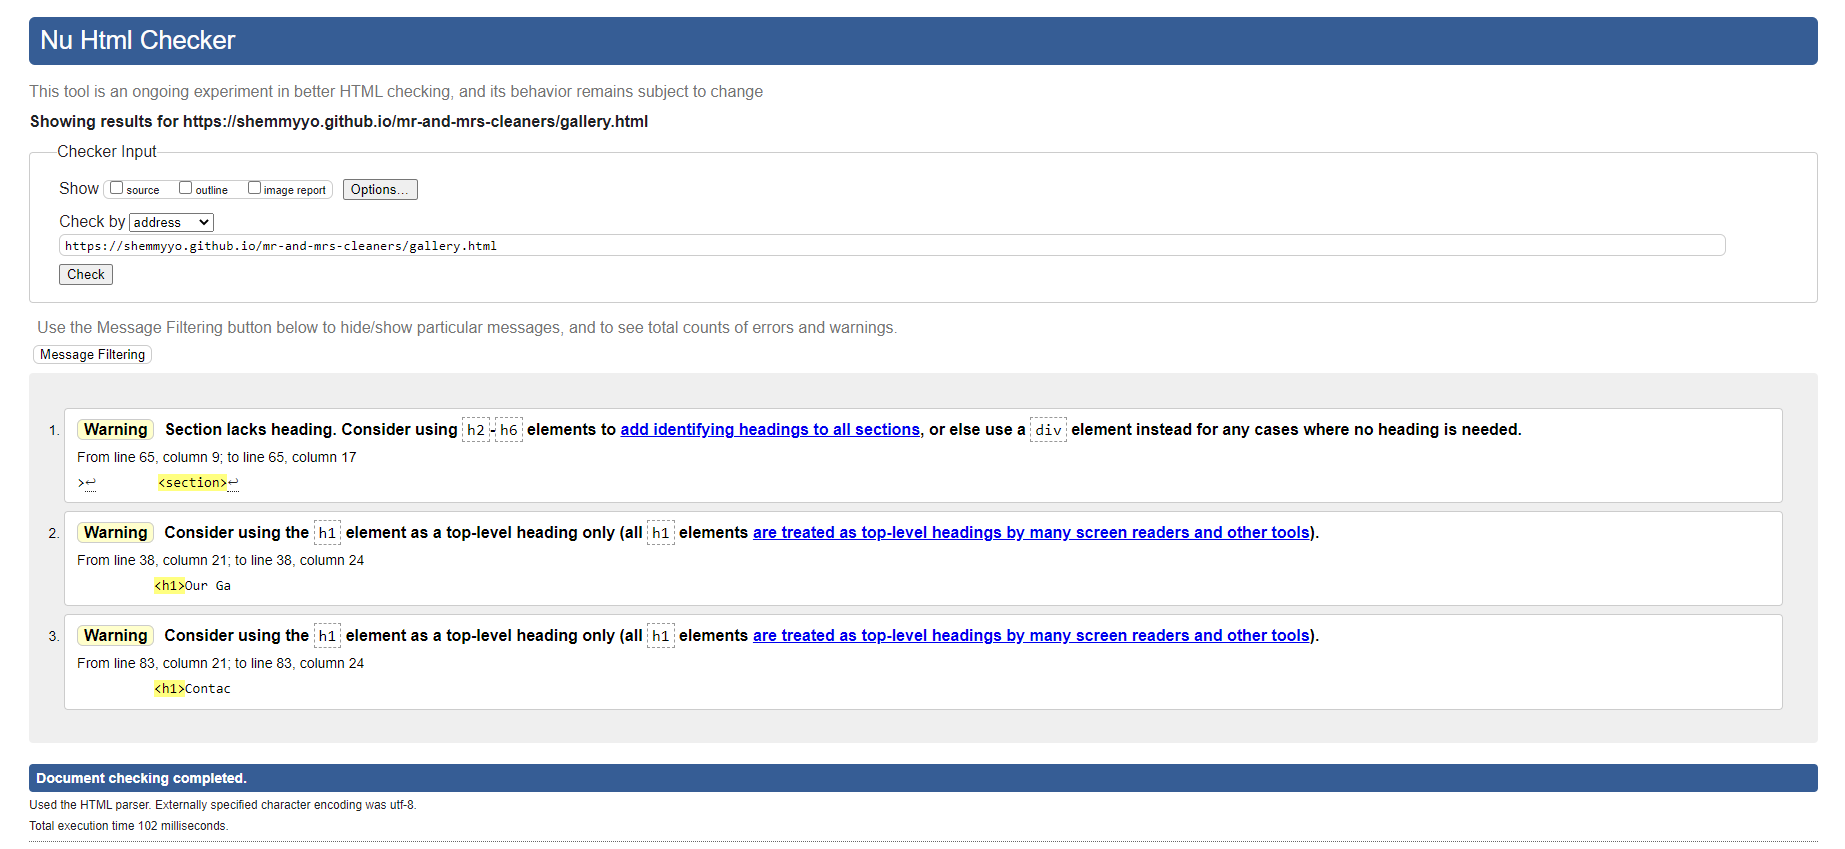 Nu Html Checker
This tool is an ongoing experiment in better HTML checking, and its behavior remains subject to change
Showing results for https://shemmyyo.github.io/mr-and-mrs-cleaners/gallery.html
Checker Input
Show source outline image report Options...
Check by address
https://shemmyyo.github.io/mr-and-mrs-cleaners/gallery.html
Check
Use the Message Filtering button below to hide/show particular messages, and to see total counts of errors and warnings.
Message Filtering
1. Warning Section lacks heading. Consider using h2-h6 elements to add identifying headings to all sections, or else use a div element instead for any cases where no heading is needed.
From line 65, column 9; to line 65, column 17
>↩ <section>↩
2. Warning Consider using the h1 element as a top-level heading only (all h1 elements are treated as top-level headings by many screen readers and other tools).
From line 38, column 21; to line 38, column 24
<h1>Our Ga
3. Warning Consider using the h1 element as a top-level heading only (all h1 elements are treated as top-level headings by many screen readers and other tools).
From line 83, column 21; to line 83, column 24
<h1>Contac
Document checking completed.
Used the HTML parser. Externally specified character encoding was utf-8.
Total execution time 102 milliseconds.